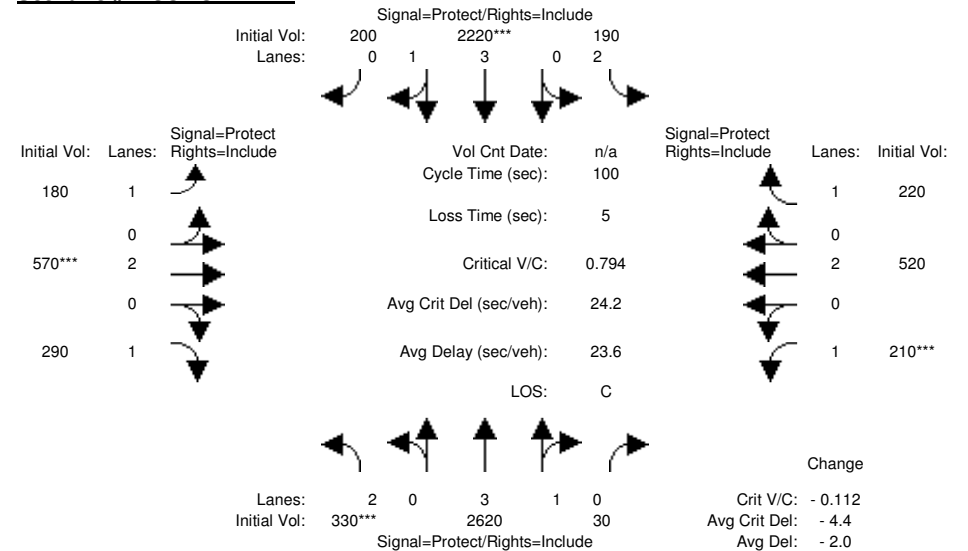 Signal=Protect/Rights=Include
Initial Vol: 200 2220*** 190
Lanes: 0 1 3 0 2
Signal=Protect
Signal=Protect
Initial Vol: Lanes: Rights=Include
Vol Cnt Date: n/a
Rights=Include Lanes: Initial Vol:
Cycle Time (sec): 100
180 1
1 220
Loss Time (sec): 5
0
0
570*** 2
Critical V/C: 0.794
2 520
0
Avg Crit Del (sec/veh): 24.2
0
290 1
Avg Delay (sec/veh): 23.6
1 210***
LOS: C
Change
Lanes: 2 0 3 1 0
Crit V/C: - 0.112
Initial Vol: 330*** 2620 30
Avg Crit Del: - 4.4
Signal=Protect/Rights=Include
Avg Del: - 2.0